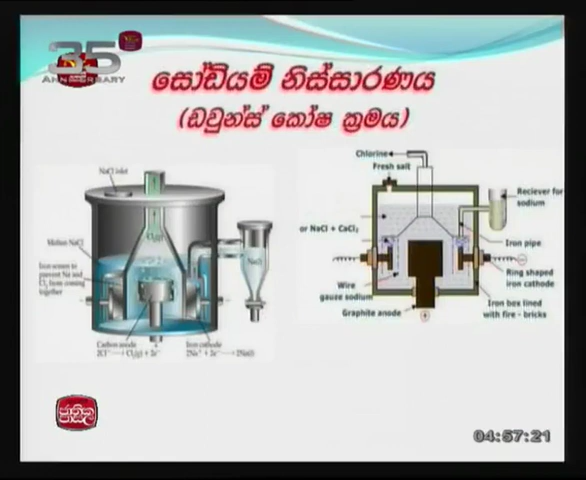 35
ANNIVERSARY
සෝඩියම් නිස්සාරණය
(ඩවුන්ස් කෝෂ ක්‍රමය)
NaCl inlet
Cl₂(g)
Molten NaCl
Iron screen to
prevent Na and
Cl₂ from coming
together
Na(l)
Carbon anode
2Cl⁻ → Cl₂(g) + 2e⁻
Iron cathode
2Na⁺ + 2e⁻ → 2Na(l)
Chlorine
Fresh salt
Reciever for
sodium
or NaCl + CaCl₂
Iron pipe
Ring shaped
iron cathode
Wire
gauze sodium
Iron box lined
with fire - bricks
Graphite anode
ජාතික
පාසල
04:57:21